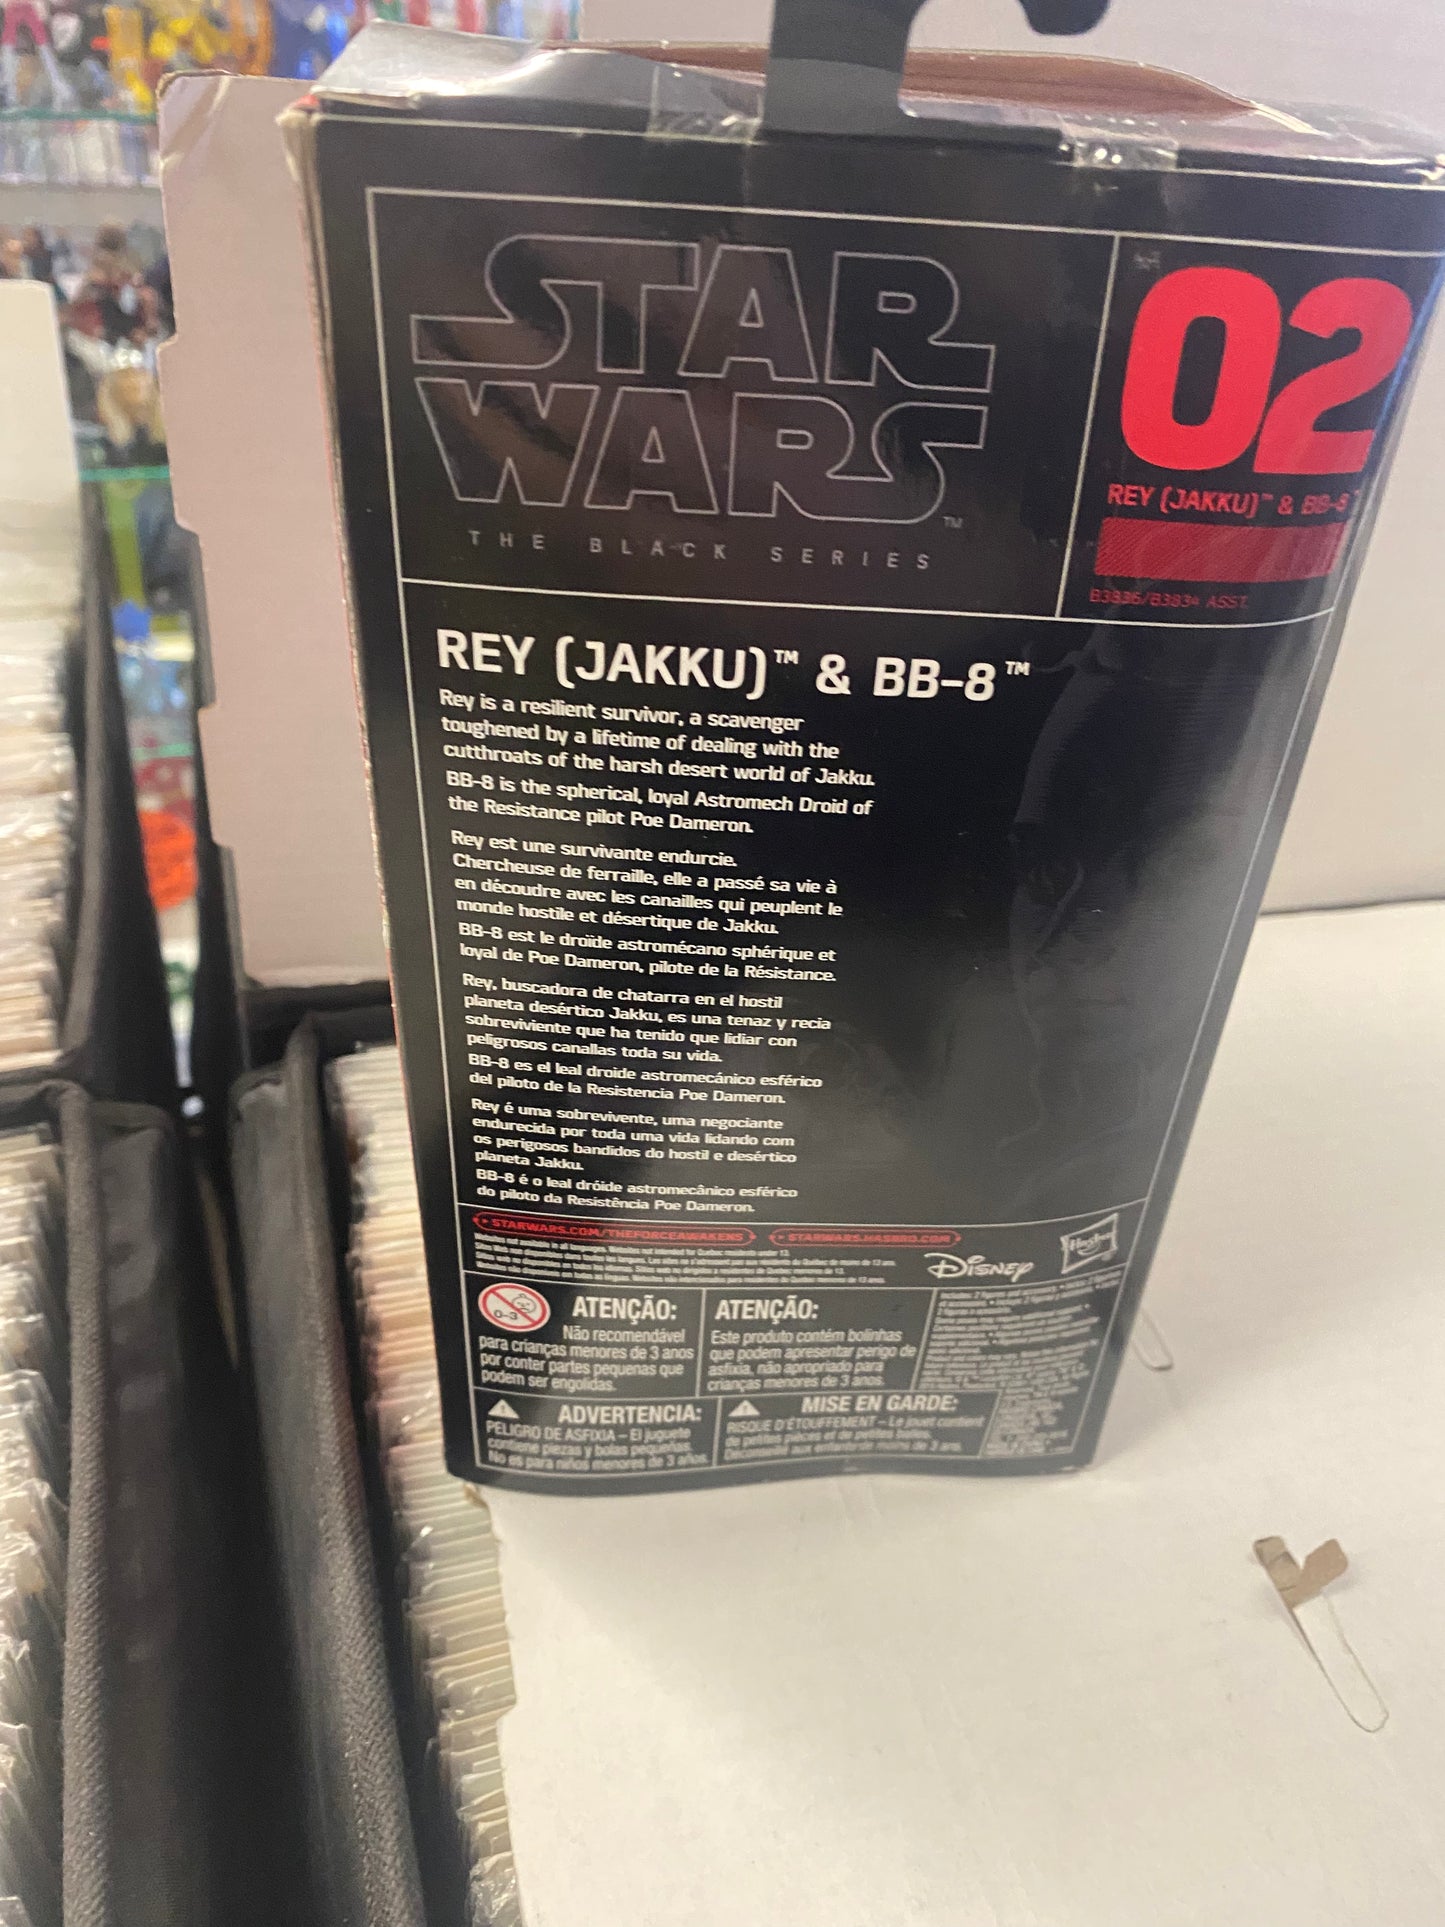 STAR
WARS™
THE BLACK SERIES
02
REY (JAKKU)™ & BB-8
B3836/B3834 ASST.
REY (JAKKU)™ & BB-8™
Rey is a resilient survivor, a scavenger
toughened by a lifetime of dealing with the
cutthroats of the harsh desert world of Jakku.
BB-8 is the spherical, loyal Astromech Droid of
the Resistance pilot Poe Dameron.
Rey est une survivante endurcie.
Chercheuse de ferraille, elle a passé sa vie à
en découdre avec les canailles qui peuplent le
monde hostile et désertique de Jakku.
BB-8 est le droïde astromécano sphérique et
loyal de Poe Dameron, pilote de la Résistance.
Rey, buscadora de chatarra en el hostil
planeta desértico Jakku, es una tenaz y recia
sobreviviente que ha tenido que lidiar con
peligrosos canallas toda su vida.
BB-8 es el leal droide astromecánico esférico
del piloto de la Resistencia Poe Dameron.
Rey é uma sobrevivente, uma negociante
endurecida por toda uma vida lidando com
os perigosos bandidos do hostil e desértico
planeta Jakku.
BB-8 é o leal dróide astromecânico esférico
do piloto da Resistência Poe Dameron.
STARWARS.COM/THEFORCEAWAKENS
STARWARS.HASBRO.COM
Disney
Hasbro
0-3
ATENÇÃO:
Não recomendável
para crianças menores de 3 anos
por conter partes pequenas que
podem ser engolidas.
ATENÇÃO:
Este produto contém bolinhas
que podem apresentar perigo de
asfixia, não apropriado para
crianças menores de 3 anos.
ADVERTENCIA:
PELIGRO DE ASFIXIA – El juguete
contiene piezas y bolas pequeñas.
No es para niños menores de 3 años.
MISE EN GARDE:
RISQUE D'ÉTOUFFEMENT – Le jouet contient
de petites pièces et de petites balles.
Déconseillé aux enfants de moins de 3 ans.